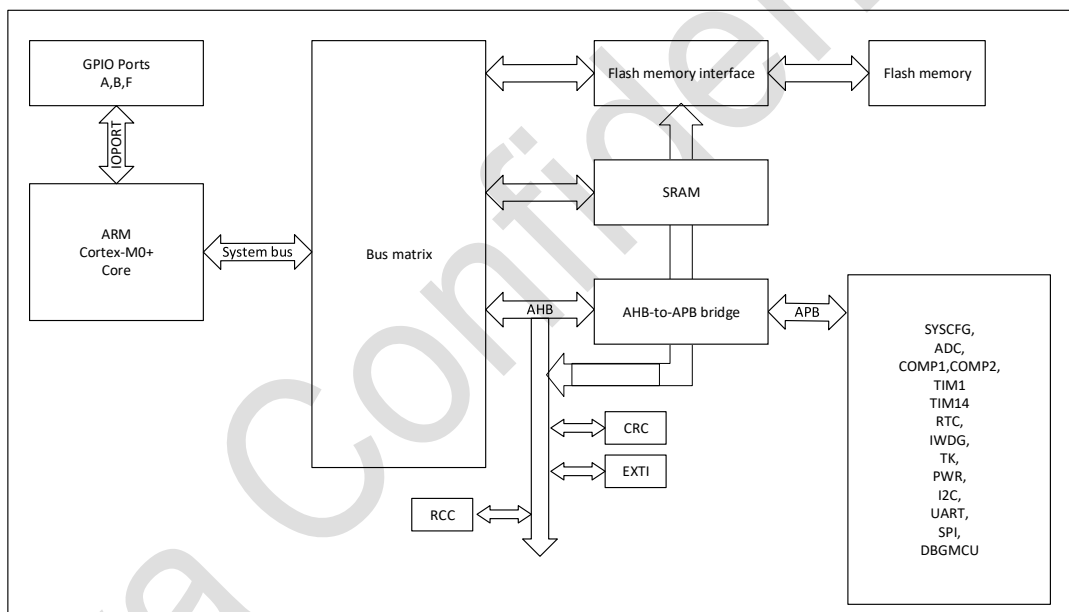 GPIO Ports
A,B,F
IOPORT
ARM
Cortex-M0+
Core
System bus
Bus matrix
Flash memory interface
Flash memory
SRAM
AHB
AHB-to-APB bridge
APB
CRC
EXTI
RCC
SYSCFG,
ADC,
COMP1,COMP2,
TIM1
TIM14
RTC,
IWDG,
TK,
PWR,
I2C,
UART,
SPI,
DBGMCU